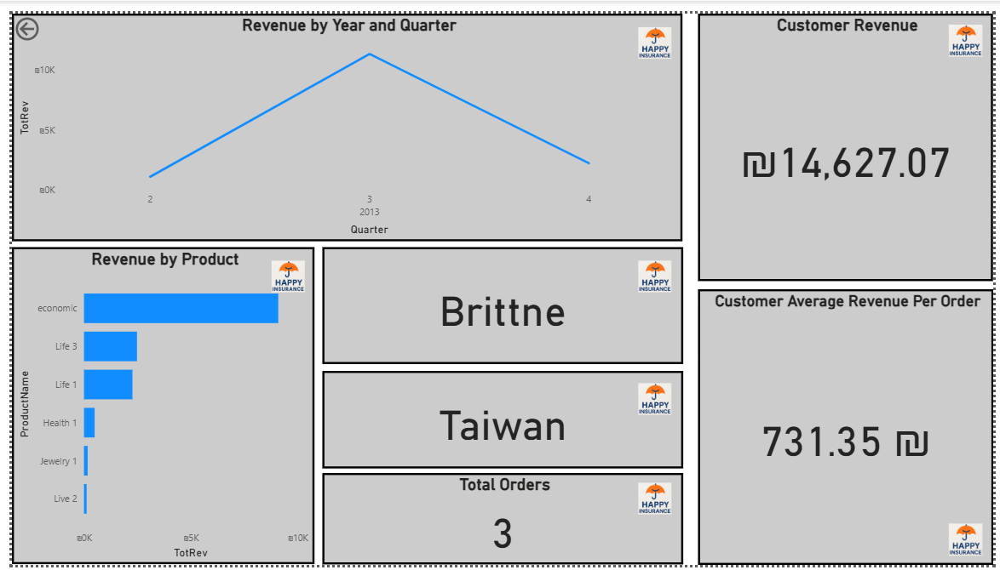 Revenue by Year and Quarter
HAPPY
INSURANCE
TotRev
₪10K
₪5K
₪0K
2
3
4
2013
Quarter
Customer Revenue
HAPPY
INSURANCE
₪14,627.07
Revenue by Product
HAPPY
INSURANCE
ProductName
economic
Life 3
Life 1
Health 1
Jewelry 1
Live 2
₪0K
₪5K
₪10K
TotRev
HAPPY
INSURANCE
Brittne
HAPPY
INSURANCE
Taiwan
Total Orders
HAPPY
INSURANCE
3
Customer Average Revenue Per Order
731.35 ₪
HAPPY
INSURANCE